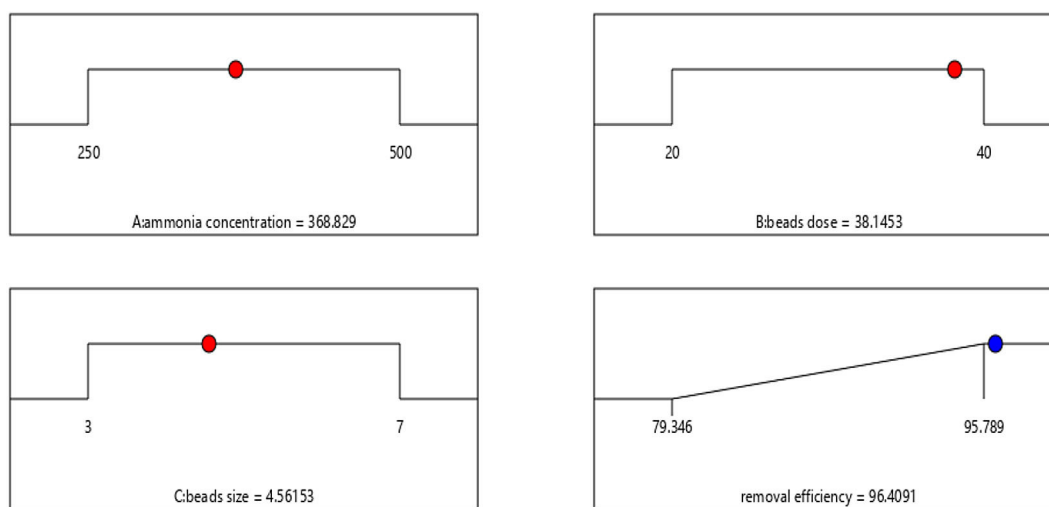 250
500
A:ammonia concentration = 368.829
20
40
B:beads dose = 38.1453
3
7
C:beads size = 4.56153
79.346
95.789
removal efficiency = 96.4091